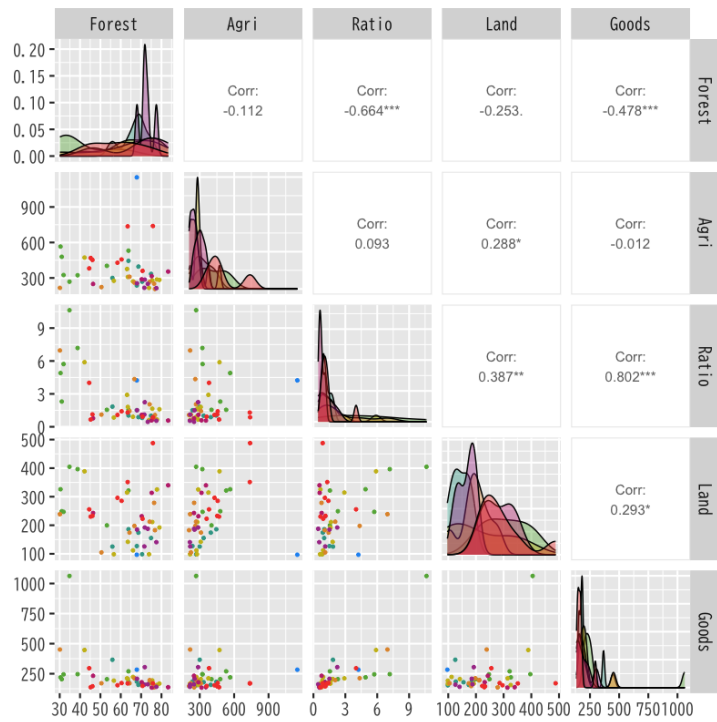 Forest Agri Ratio Land Goods
0.20
0.15
0.10
0.05
0.00
Corr:
-0.112
Corr:
-0.664***
Corr:
-0.253.
Corr:
-0.478***
Forest
900
600
300
Corr:
0.093
Corr:
0.288*
Corr:
-0.012
Agri
9
6
3
0
Corr:
0.387**
Corr:
0.802***
Ratio
500
400
300
200
100
Corr:
0.293*
Land
1000
750
500
250
Goods
30 40 50 60 70 80
300 600 900
0 3 6 9
100 200 300 400 500
250 500 750 1000